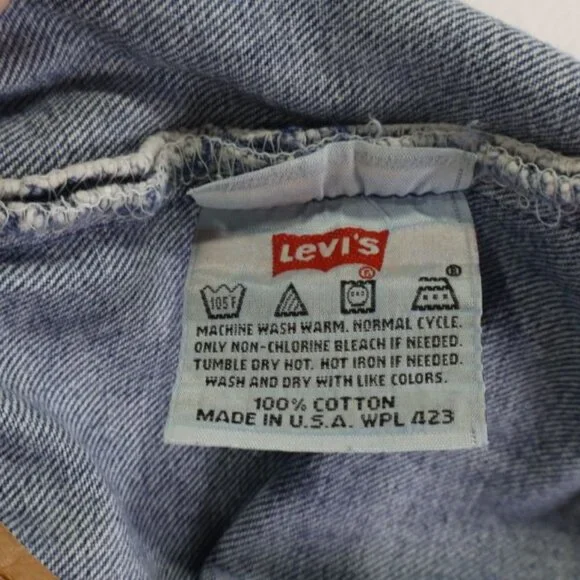 Levi's
R
105F
R
MACHINE WASH WARM. NORMAL CYCLE.
ONLY NON-CHLORINE BLEACH IF NEEDED.
TUMBLE DRY HOT. HOT IRON IF NEEDED.
WASH AND DRY WITH LIKE COLORS.
100% COTTON
MADE IN U.S.A. WPL 423